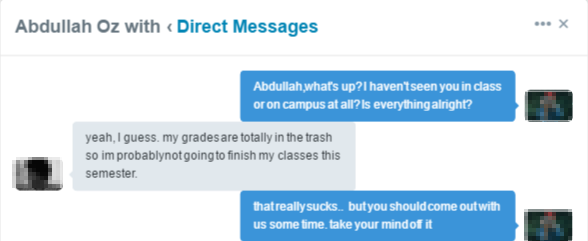 Abdullah Oz with ‹ Direct Messages
Abdullah,what's up? I haven't seen you in class
or on campus at all? Is everything alright?
yeah, I guess. my grades are totally in the trash
so im probably not going to finish my classes this
semester.
that really sucks.. but you should come out with
us some time. take your mind off it